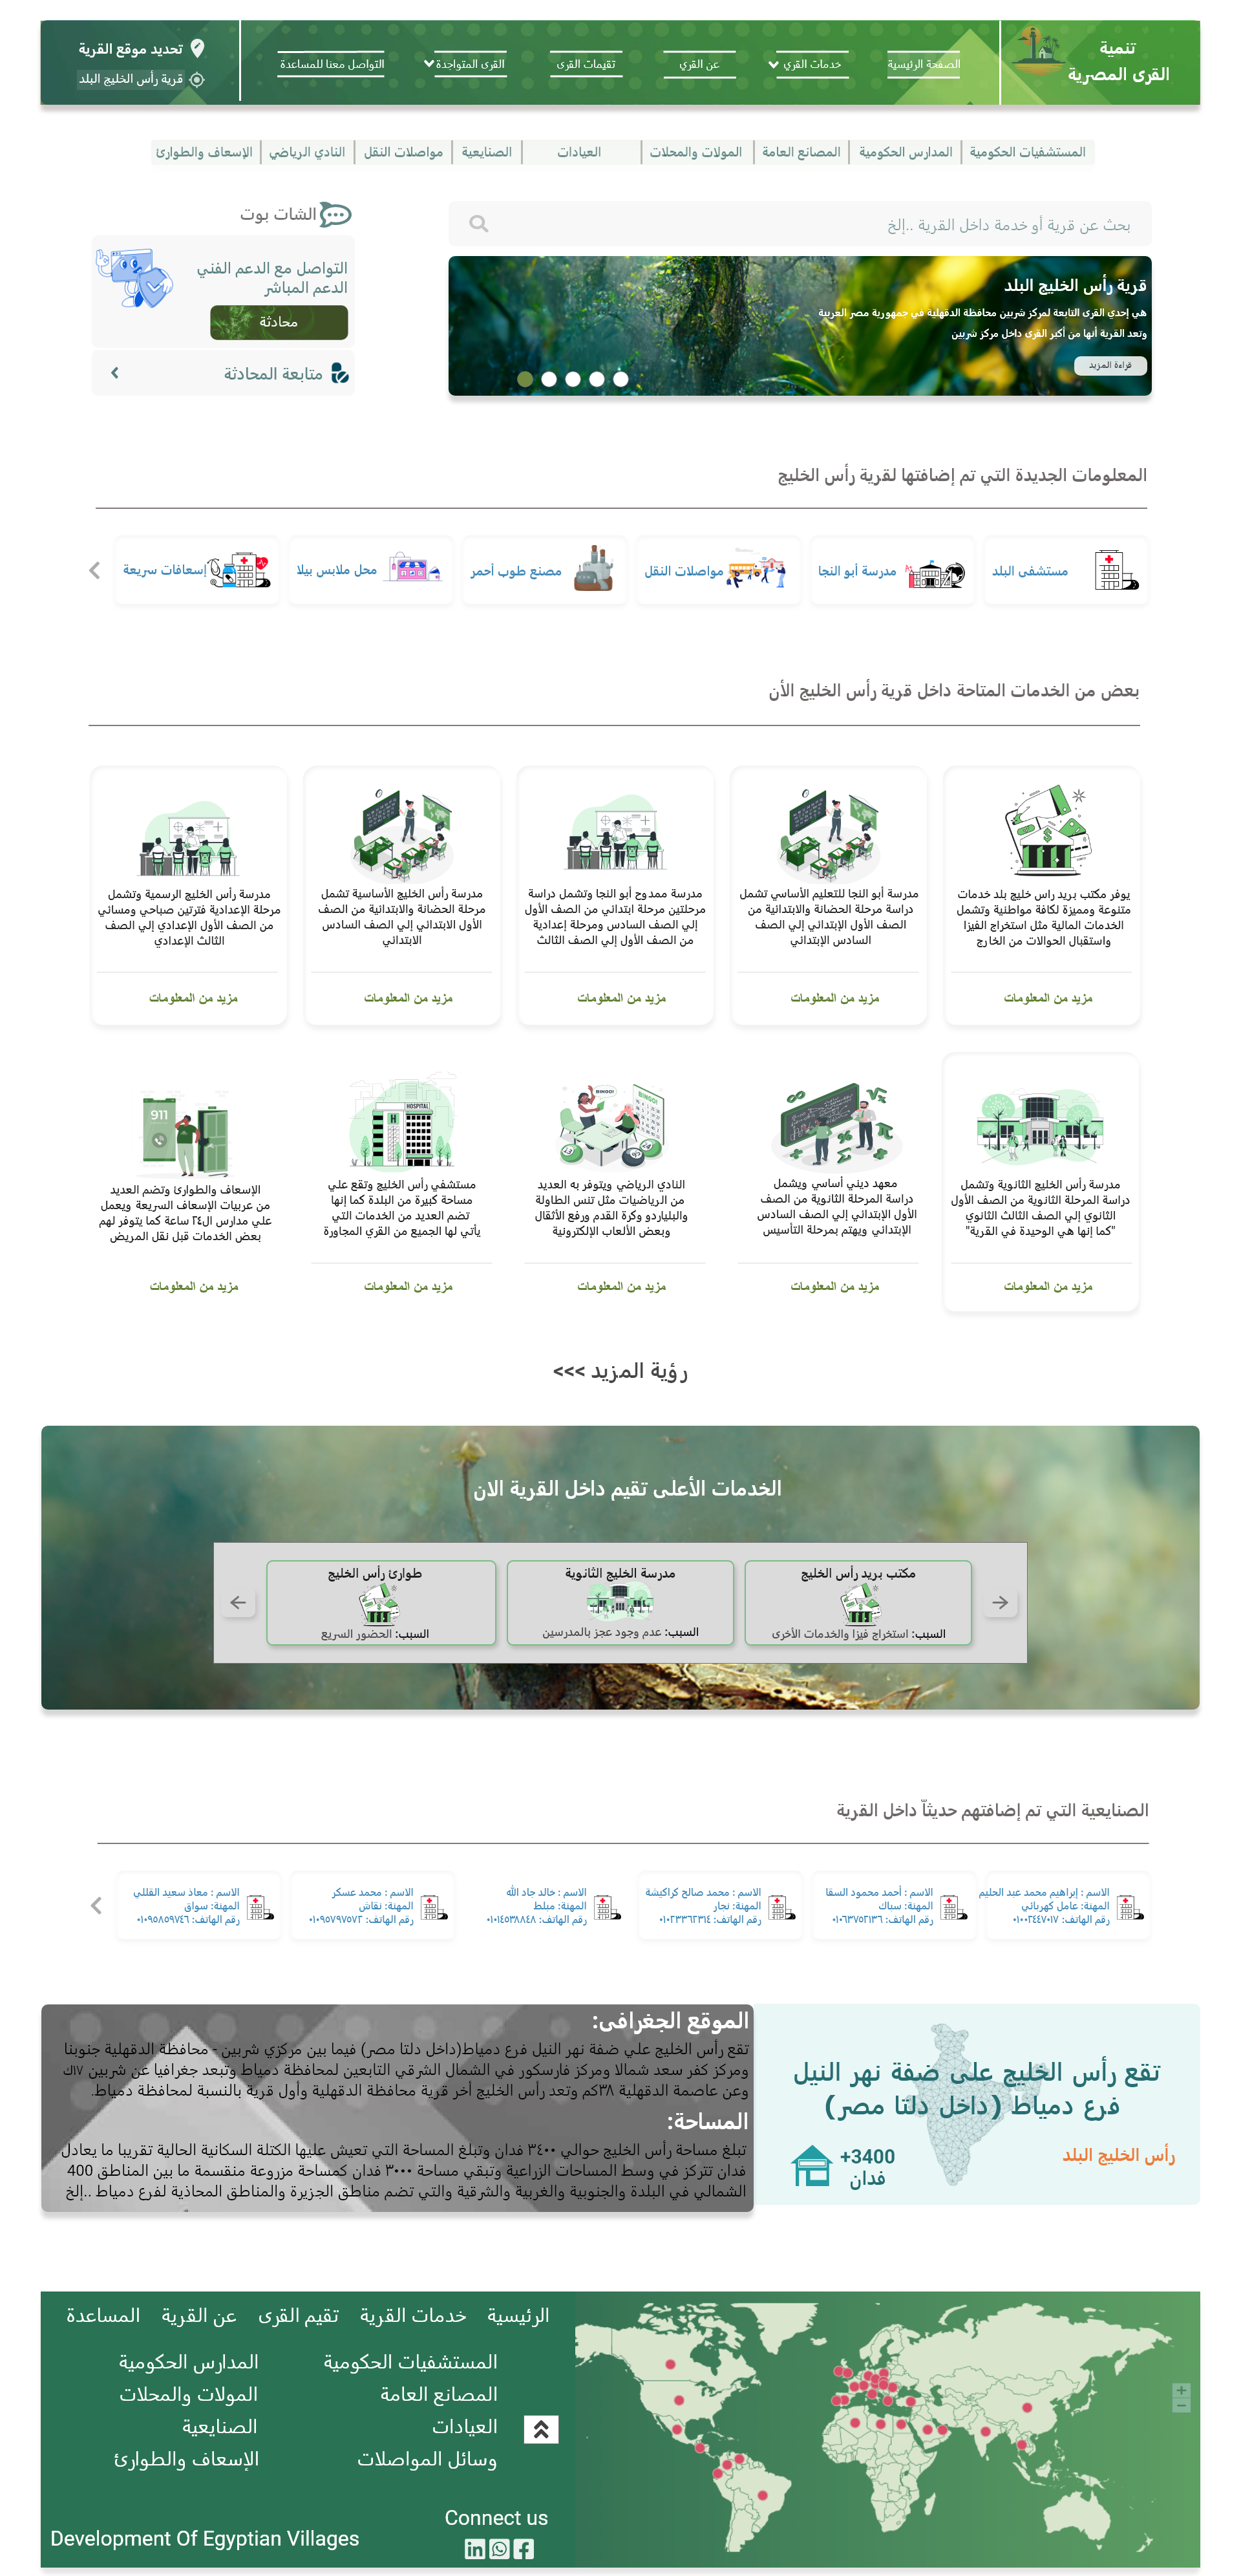 تنمية
القرى المصرية
الصفحة الرئيسية
خدمات القري
عن القري
تقيمات القرى
القرى المتواجدة
التواصل معنا للمساعدة
تحديد موقع القرية
قرية رأس الخليج البلد
المستشفيات الحكومية
المدارس الحكومية
المصانع العامة
المولات والمحلات
العيادات
الصنايعية
مواصلات النقل
النادي الرياضي
الإسعاف والطوارئ
بحث عن قرية أو خدمة داخل القرية ..إلخ
الشات بوت
التواصل مع الدعم الفني
الدعم المباشر
محادثة
متابعة المحادثة
قرية رأس الخليج البلد
هي إحدي القرى التابعة لمركز شربين محافظة الدقهلية في جمهورية مصر العربية
وتعد القرية أنها من أكبر القرى داخل مركز شربين
قراءة المزيد
المعلومات الجديدة التي تم إضافتها لقرية رأس الخليج
مستشفى البلد
مدرسة أبو النجا
مواصلات النقل
مصنع طوب أحمر
محل ملابس بيلا
إسعافات سريعة
بعض من الخدمات المتاحة داخل قرية رأس الخليج الأن
يوفر مكتب بريد راس خليج بلد خدمات
متنوعة ومميزة لكافة مواطنية وتشمل
الخدمات المالية مثل استخراج الفيزا
واستقبال الحوالات من الخارج
مزيد من المعلومات
مدرسة أبو النجا للتعليم الأساسي تشمل
دراسة مرحلة الحضانة والابتدائية من
الصف الأول الإبتدائي إلي الصف
السادس الإبتدائي
مزيد من المعلومات
مدرسة ممدوح أبو النجا وتشمل دراسة
مرحلتين مرحلة ابتدائي من الصف الأول
إلي الصف السادس ومرحلة إعدادية
من الصف الأول إلي الصف الثالث
مزيد من المعلومات
مدرسة رأس الخليج الأساسية تشمل
مرحلة الحضانة والابتدائية من الصف
الأول الابتدائي إلي الصف السادس
الابتدائي
مزيد من المعلومات
مدرسة رأس الخليج الرسمية وتشمل
مرحلة الإعدادية فترتين صباحي ومسائي
من الصف الأول الإعدادي إلي الصف
الثالث الإعدادي
مزيد من المعلومات
مدرسة رأس الخليج الثانوية وتشمل
دراسة المرحلة الثانوية من الصف الأول
الثانوي إلي الصف الثالث الثانوي
"كما إنها هي الوحيدة في القرية"
مزيد من المعلومات
معهد ديني أساسي ويشمل
دراسة المرحلة الثانوية من الصف
الأول الإبتدائي إلي الصف السادس
الإبتدائي ويهتم بمرحلة التأسيس
مزيد من المعلومات
BINGO!
BINGO!
النادي الرياضي ويتوفر به العديد
من الرياضيات مثل تنس الطاولة
والبلياردو وكرة القدم ورفع الأثقال
وبعض الألعاب الإلكترونية
مزيد من المعلومات
HOSPITAL
H
مستشفي رأس الخليج وتقع علي
مساحة كبيرة من البلدة كما إنها
تضم العديد من الخدمات التي
يأتي لها الجميع من القري المجاورة
مزيد من المعلومات
911
الإسعاف والطوارئ وتضم العديد
من عربيات الإسعاف السريعة ويعمل
علي مدارس ال٢٤ ساعة كما يتوفر لهم
بعض الخدمات قبل نقل المريض
مزيد من المعلومات
رؤية المزيد >>>
الخدمات الأعلى تقيم داخل القرية الان
مكتب بريد رأس الخليج
السبب: استخراج فيزا والخدمات الأخرى
مدرسة الخليج الثانوية
السبب: عدم وجود عجز بالمدرسين
طوارئ رأس الخليج
السبب: الحضور السريع
الصنايعية التي تم إضافتهم حديثاّ داخل القرية
الاسم : إبراهيم محمد عبد الحليم
المهنة: عامل كهربائي
رقم الهاتف: ٠١٠٠٢٤٤٧٠١٧
الاسم : أحمد محمود السقا
المهنة: سباك
رقم الهاتف: ٠١٠٦٣٧٥٢١٣٦
الاسم : محمد صالح كراكيشة
المهنة: نجار
رقم الهاتف: ٠١٠٢٣٣٦٢٣١٤
الاسم : خالد جاد الله
المهنة: مبلط
رقم الهاتف: ٠١٠١٤٥٣٨٨٤٨
الاسم : محمد عسكر
المهنة: نقاش
رقم الهاتف: ٠١٠٩٥٧٩٧٥٧٢
الاسم : معاذ سعيد القللي
المهنة: سواق
رقم الهاتف: ٠١٠٩٥٨٥٩٧٤٦
تقع رأس الخليج على ضفة نهر النيل
فرع دمياط (داخل دلتا مصر)
رأس الخليج البلد
+3400
فدان
الموقع الجغرافى:
تقع رأس الخليج علي ضفة نهر النيل فرع دمياط(داخل دلتا مصر) فيما بين مركزي شربين - محافظة الدقهلية جنوبنا
ومركز كفر سعد شمالا ومركز فارسكور في الشمال الشرقي التابعين لمحافظة دمياط وتبعد جغرافيا عن شربين ١٧ك
وعن عاصمة الدقهلية ٣٨كم وتعد رأس الخليج أخر قرية محافظة الدقهلية وأول قرية بالنسبة لمحافظة دمياط.
المساحة:
تبلغ مساحة رأس الخليج حوالي ٣٤٠٠ فدان وتبلغ المساحة التي تعيش عليها الكتلة السكانية الحالية تقريبا ما يعادل
400 فدان تتركز في وسط المساحات الزراعية وتبقي مساحة ٣٠٠٠ فدان كمساحة مزروعة منقسمة ما بين المناطق
الشمالي في البلدة والجنوبية والغربية والشرقية والتي تضم مناطق الجزيرة والمناطق المحاذية لفرع دمياط ..إلخ
الرئيسية
خدمات القرية
تقيم القرى
عن القرية
المساعدة
المستشفيات الحكومية
المدارس الحكومية
المصانع العامة
المولات والمحلات
العيادات
الصنايعية
وسائل المواصلات
الإسعاف والطوارئ
Connect us
Development Of Egyptian Villages